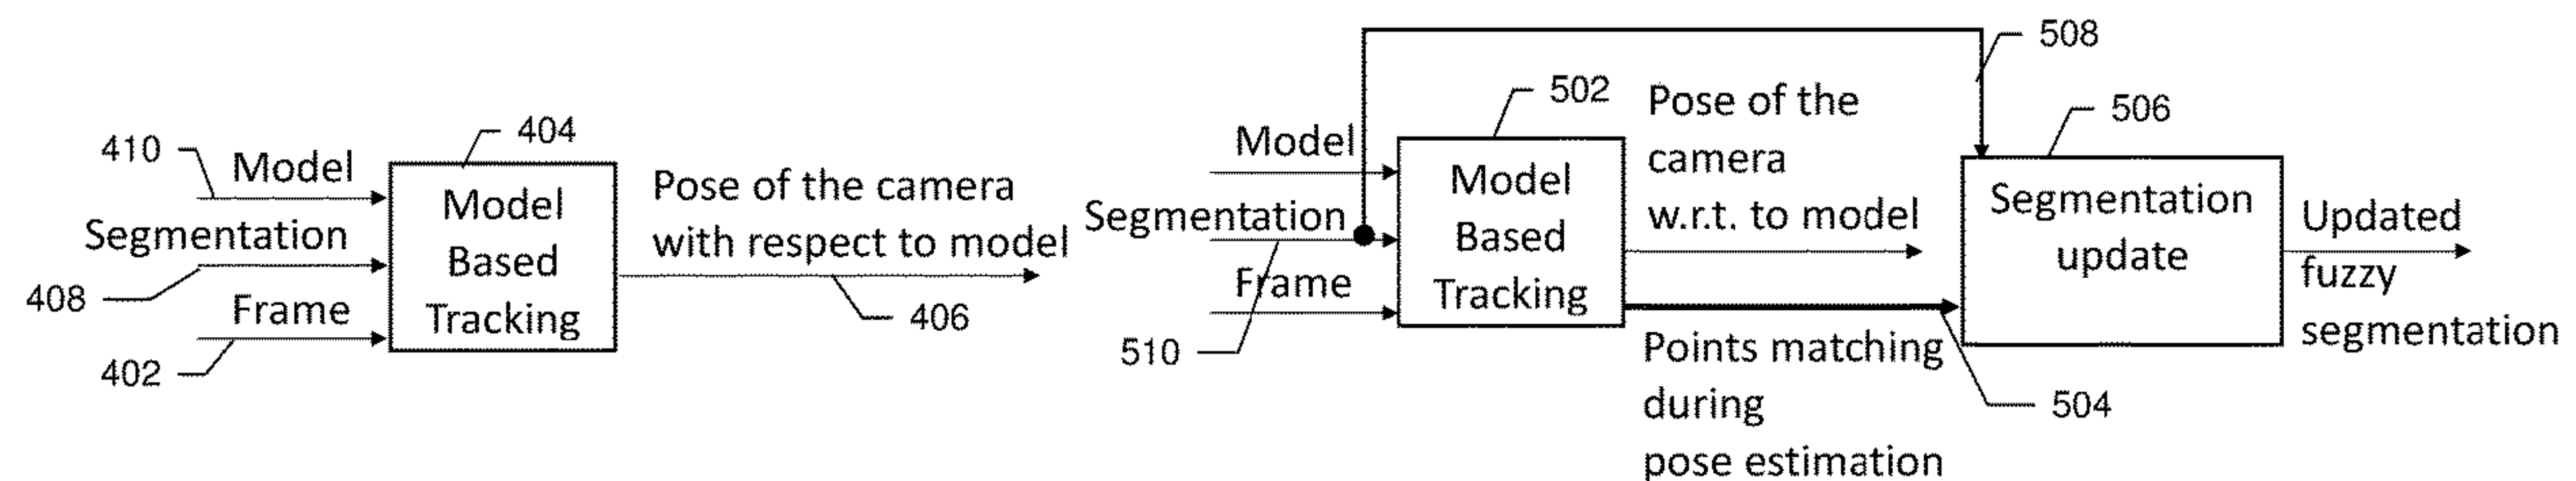 410
Model
404
Segmentation
408
Frame
402
Model
Based
Tracking
Pose of the camera
with respect to model
406
508
502
Model
Segmentation
Frame
510
Model
Based
Tracking
Pose of the
camera
w.r.t. to model
Points matching
during
pose estimation
504
506
Segmentation
update
Updated
fuzzy
segmentation